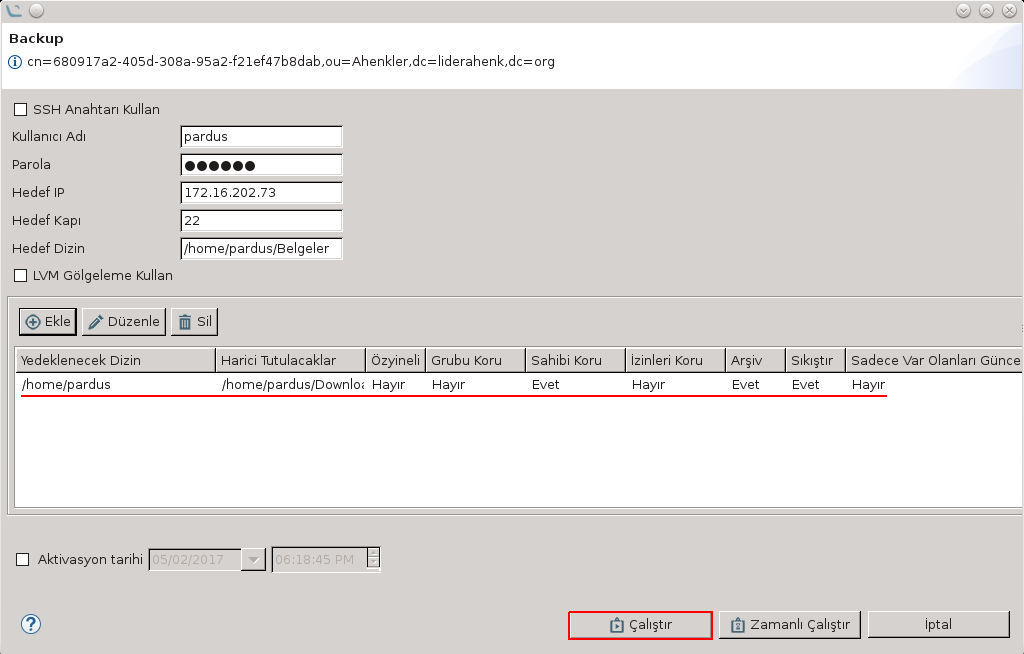 Backup
cn=680917a2-405d-308a-95a2-f21ef47b8dab,ou=Ahenkler,dc=liderahenk,dc=org
SSH Anahtarı Kullan
Kullanıcı Adı pardus
Parola ●●●●●●
Hedef IP 172.16.202.73
Hedef Kapı 22
Hedef Dizin /home/pardus/Belgeler
LVM Gölgeleme Kullan
Ekle Düzenle Sil
Yedeklenecek Dizin Harici Tutulacaklar Özyineli Grubu Koru Sahibi Koru İzinleri Koru Arşiv Sıkıştır Sadece Var Olanları Günce
/home/pardus /home/pardus/Downloa Hayır Hayır Evet Hayır Evet Evet Hayır
Aktivasyon tarihi 05/02/2017 06:18:45 PM
Çalıştır Zamanlı Çalıştır İptal